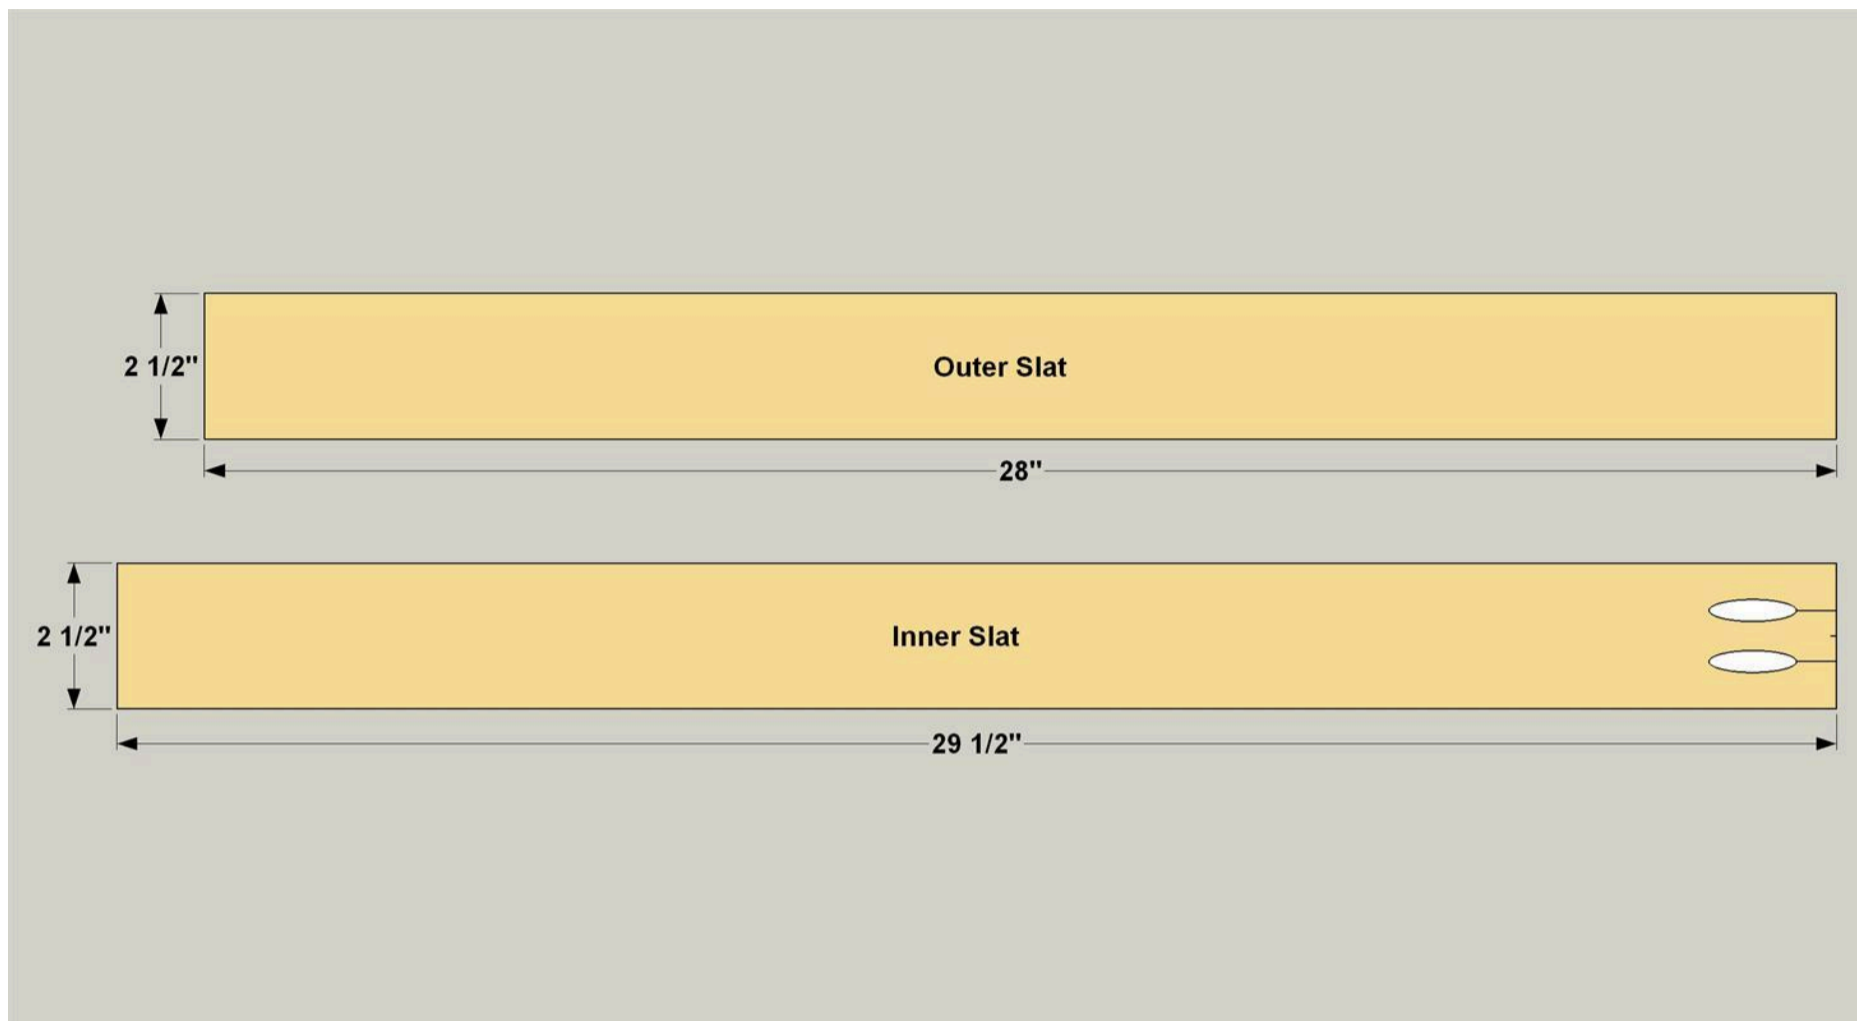 2 1/2"
Outer Slat
28"
2 1/2"
Inner Slat
29 1/2"